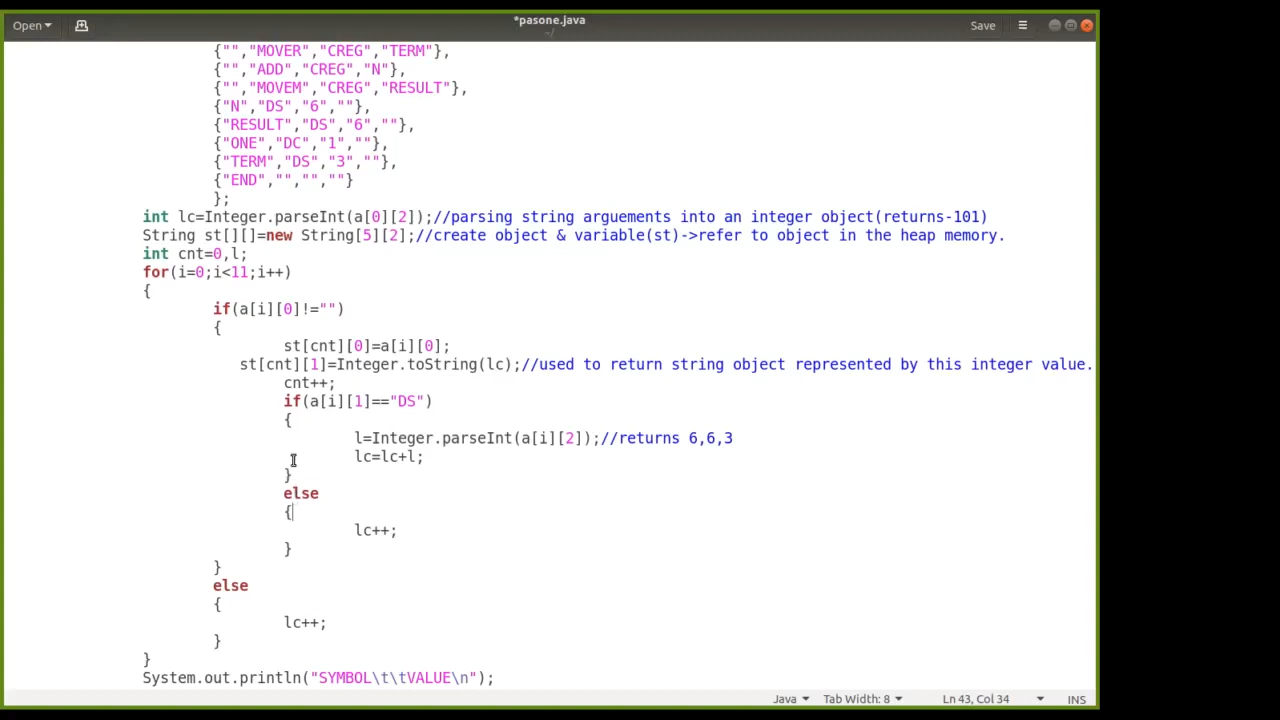 Open
*pasone.java
~/
Save
{"","MOVER","CREG","TERM"},
{"","ADD","CREG","N"},
{"","MOVEM","CREG","RESULT"},
{"N","DS","6",""},
{"RESULT","DS","6",""},
{"ONE","DC","1",""},
{"TERM","DS","3",""},
{"END","","",""}
};
int lc=Integer.parseInt(a[0][2]);//parsing string arguements into an integer object(returns-101)
String st[][]=new String[5][2];//create object & variable(st)->refer to object in the heap memory.
int cnt=0,l;
for(i=0;i<11;i++)
{
if(a[i][0]!="")
{
st[cnt][0]=a[i][0];
st[cnt][1]=Integer.toString(lc);//used to return string object represented by this integer value.
cnt++;
if(a[i][1]=="DS")
{
l=Integer.parseInt(a[i][2]);//returns 6,6,3
lc=lc+l;
}
else
{
lc++;
}
}
else
{
lc++;
}
}
System.out.println("SYMBOL\t\tVALUE\n");
Java Tab Width: 8 Ln 43, Col 34 INS